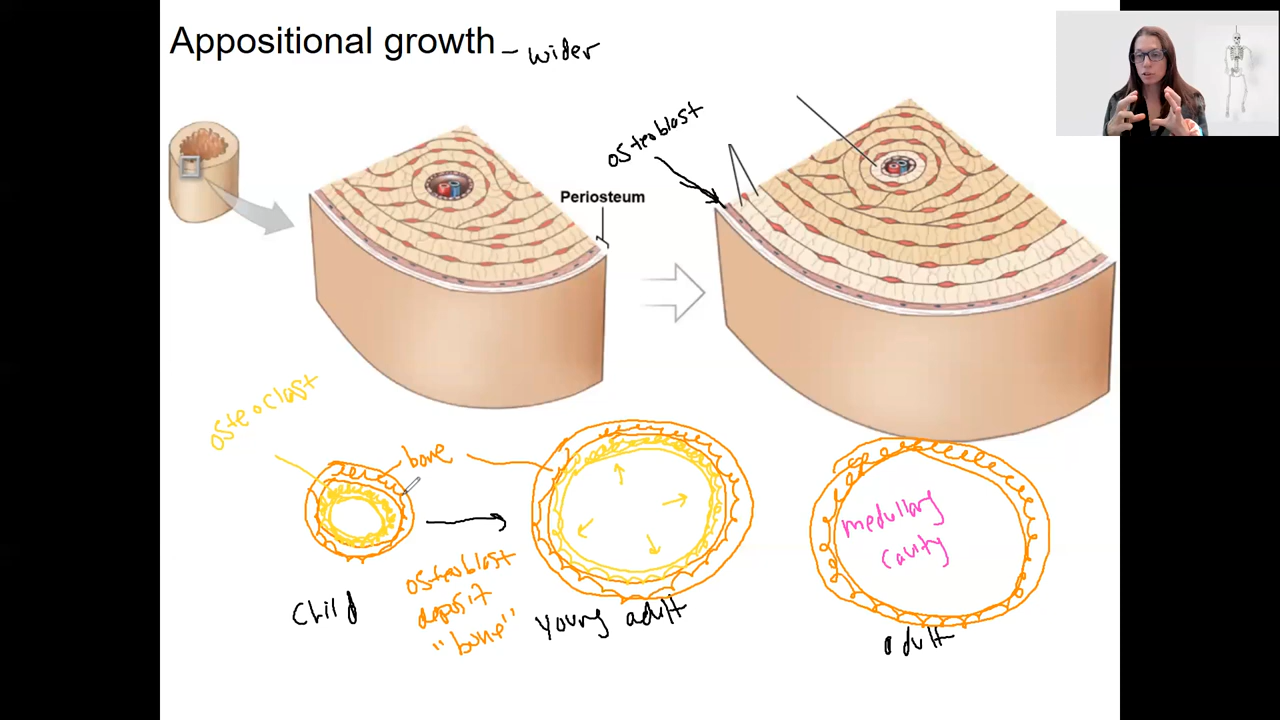 Appositional growth – wider
osteoblast
Periosteum
osteoclast
bone
osteoblast
deposit
"bone"
medullary
cavity
Child
young adult
adult